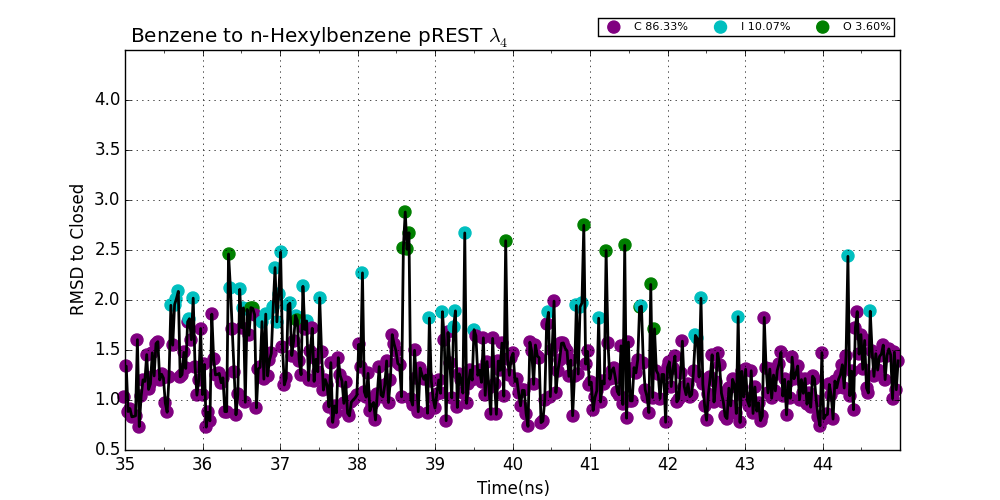 Benzene to n-Hexylbenzene pREST λ₄
C 86.33% I 10.07% O 3.60%
RMSD to Closed
4.0
3.5
3.0
2.5
2.0
1.5
1.0
0.5
35 36 37 38 39 40 41 42 43 44
Time(ns)